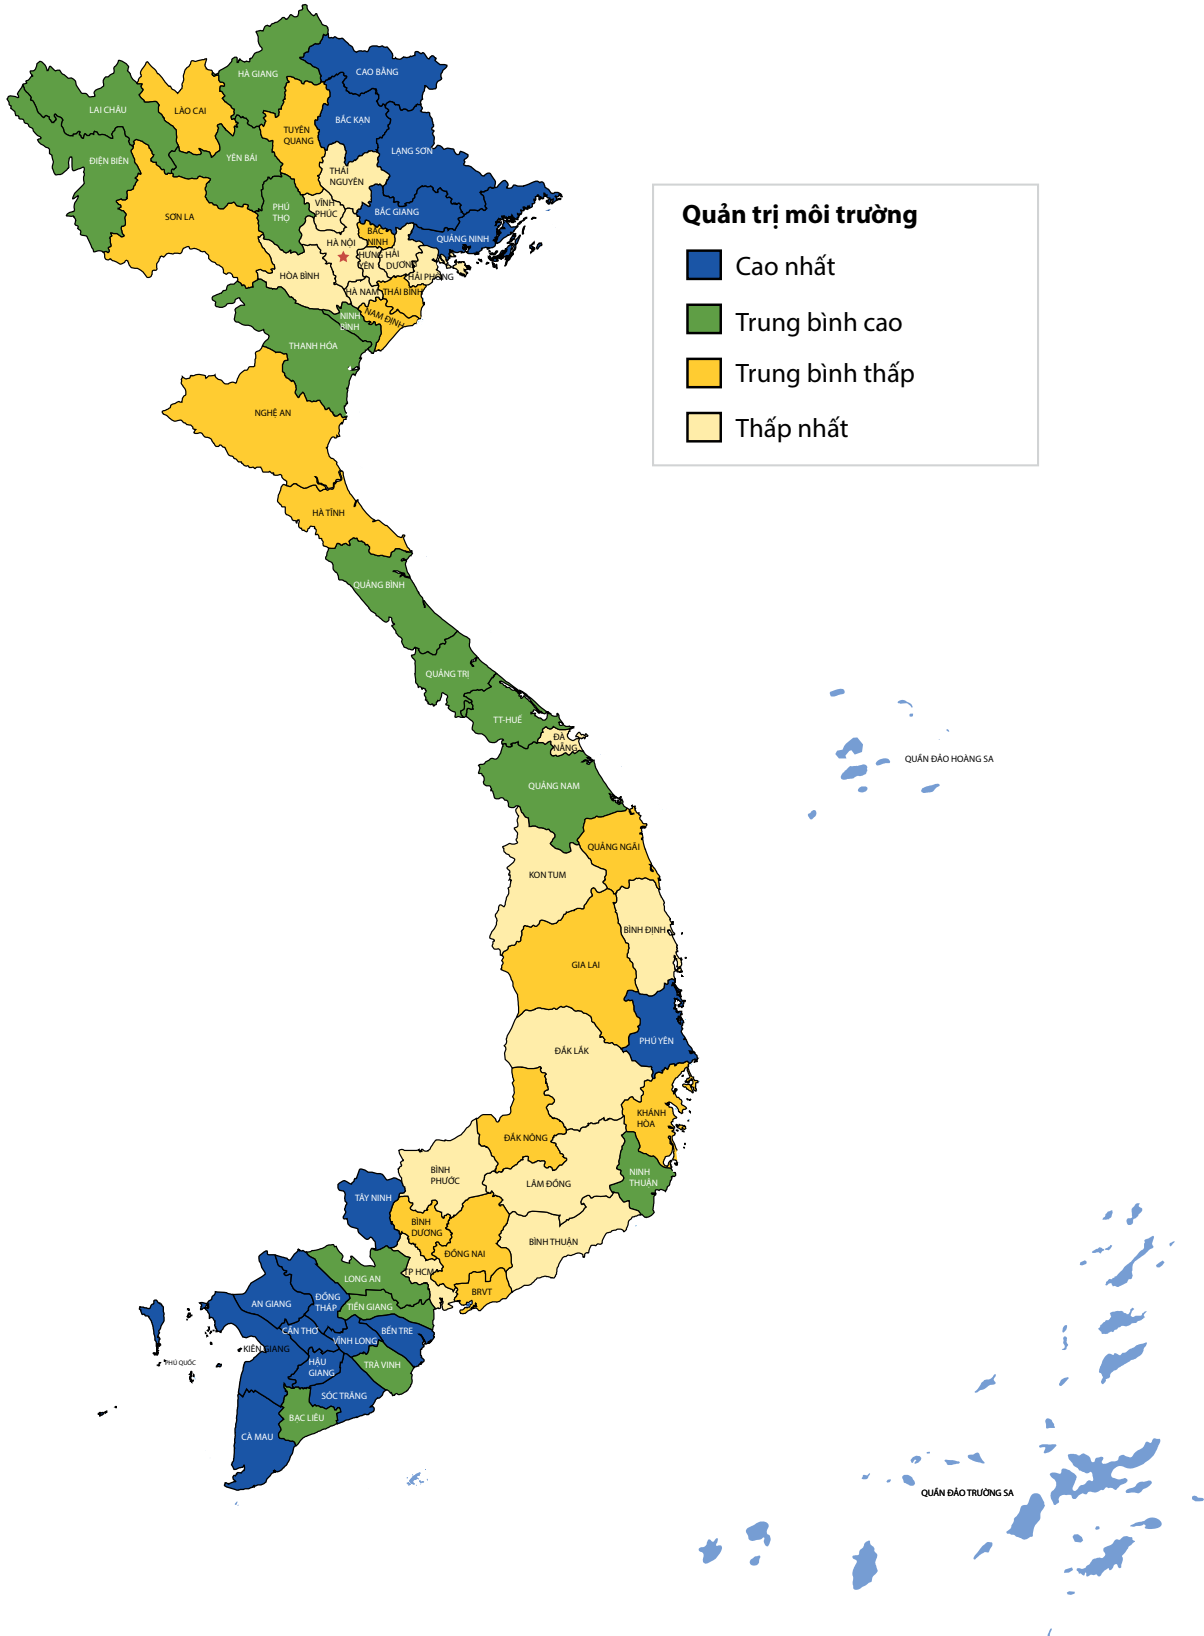 HÀ GIANG
CAO BẰNG
LAI CHÂU
LÀO CAI
BẮC KẠN
TUYÊN
QUANG
LẠNG SƠN
ĐIỆN BIÊN
YÊN BÁI
THÁI
NGUYÊN
SƠN LA
PHÚ
THỌ
VĨNH
PHÚC
BẮC GIANG
QUẢNG NINH
BẮC
NINH
HÀ NỘI
HƯNG
YÊN
HẢI
DƯƠNG
HẢI PHÒNG
HÒA BÌNH
HÀ NAM
THÁI BÌNH
NINH
BÌNH
NAM ĐỊNH
THANH HÓA
NGHỆ AN
HÀ TĨNH
QUẢNG BÌNH
QUẢNG TRỊ
TT-HUẾ
ĐÀ
NẴNG
QUẢNG NAM
QUẢNG NGÃI
KON TUM
BÌNH ĐỊNH
GIA LAI
PHÚ YÊN
ĐẮK LẮK
KHÁNH
HÒA
ĐẮK NÔNG
BÌNH
PHƯỚC
LÂM ĐỒNG
NINH
THUẬN
TÂY NINH
BÌNH
DƯƠNG
ĐỒNG NAI
BÌNH THUẬN
TP HCM
BRVT
LONG AN
TIỀN GIANG
AN GIANG
ĐỒNG
THÁP
CẦN THƠ
VĨNH LONG
BẾN TRE
KIÊN GIANG
PHÚ QUỐC
HẬU
GIANG
TRÀ VINH
SÓC TRĂNG
BẠC LIÊU
CÀ MAU
Quản trị môi trường
Cao nhất
Trung bình cao
Trung bình thấp
Thấp nhất
QUẦN ĐẢO HOÀNG SA
QUẦN ĐẢO TRƯỜNG SA